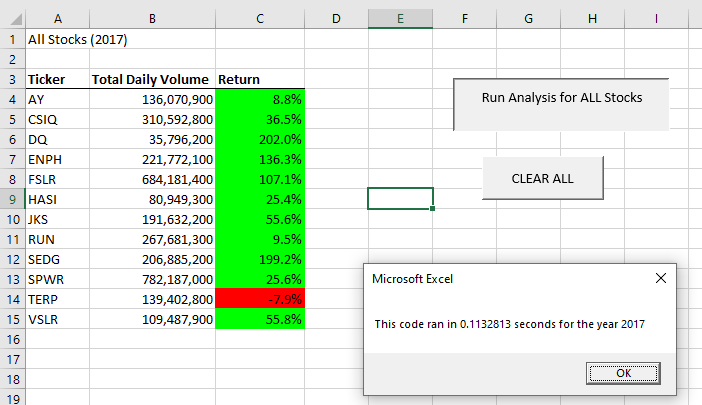 A B C D E F G H I
1 All Stocks (2017)
2
3 Ticker Total Daily Volume Return
4 AY 136,070,900 8.8%
5 CSIQ 310,592,800 36.5%
6 DQ 35,796,200 202.0%
7 ENPH 221,772,100 136.3%
8 FSLR 684,181,400 107.1%
9 HASI 80,949,300 25.4%
10 JKS 191,632,200 55.6%
11 RUN 267,681,300 9.5%
12 SEDG 206,885,200 199.2%
13 SPWR 782,187,000 25.6%
14 TERP 139,402,800 -7.9%
15 VSLR 109,487,900 55.8%
16
17
18
19
Run Analysis for ALL Stocks
CLEAR ALL
Microsoft Excel
This code ran in 0.1132813 seconds for the year 2017
OK